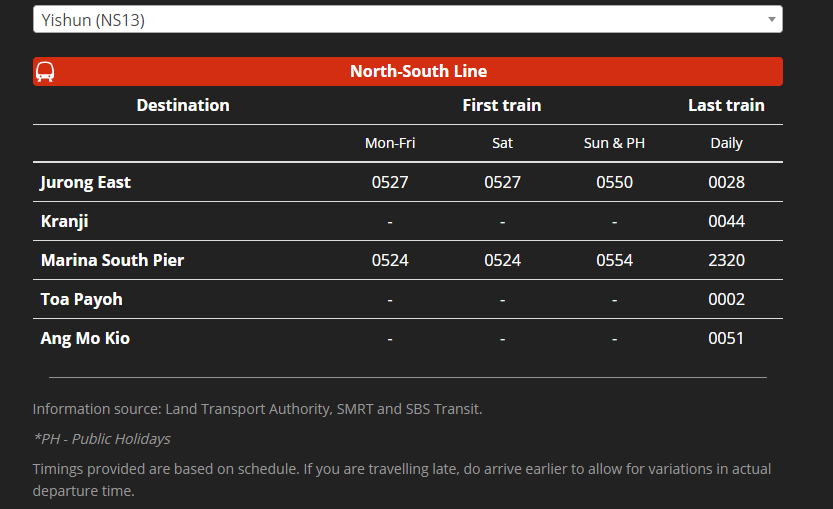 Yishun (NS13)
North-South Line
Destination First train Last train
Mon-Fri Sat Sun & PH Daily
Jurong East 0527 0527 0550 0028
Kranji - - - 0044
Marina South Pier 0524 0524 0554 2320
Toa Payoh - - - 0002
Ang Mo Kio - - - 0051
Information source: Land Transport Authority, SMRT and SBS Transit.
*PH - Public Holidays
Timings provided are based on schedule. If you are travelling late, do arrive earlier to allow for variations in actual
departure time.